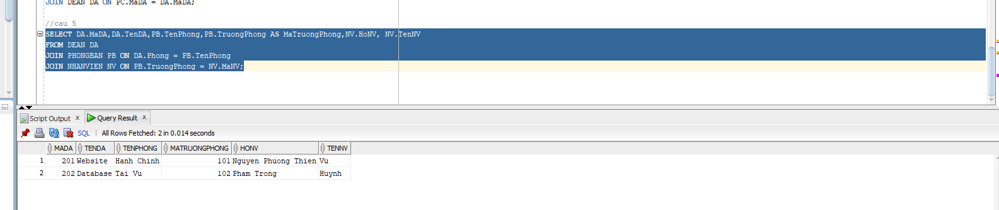 JOIN DEAN DA ON PC.MaDA = DA.MaDA;
//cau 5
SELECT DA.MaDA,DA.TenDA,PB.TenPhong,PB.TruongPhong AS MaTruongPhong,NV.HoNV, NV.TenNV
FROM DEAN DA
JOIN PHONGBAN PB ON DA.Phong = PB.TenPhong
JOIN NHANVIEN NV ON PB.TruongPhong = NV.MaNV;
Script Output x Query Result x
SQL | All Rows Fetched: 2 in 0.014 seconds
MADA TENDA TENPHONG MATRUONGPHONG HONV TENNV
1 201 Website Hanh Chinh 101 Nguyen Phuong Thien Vu
2 202 Database Tai Vu 102 Pham Trong Huynh